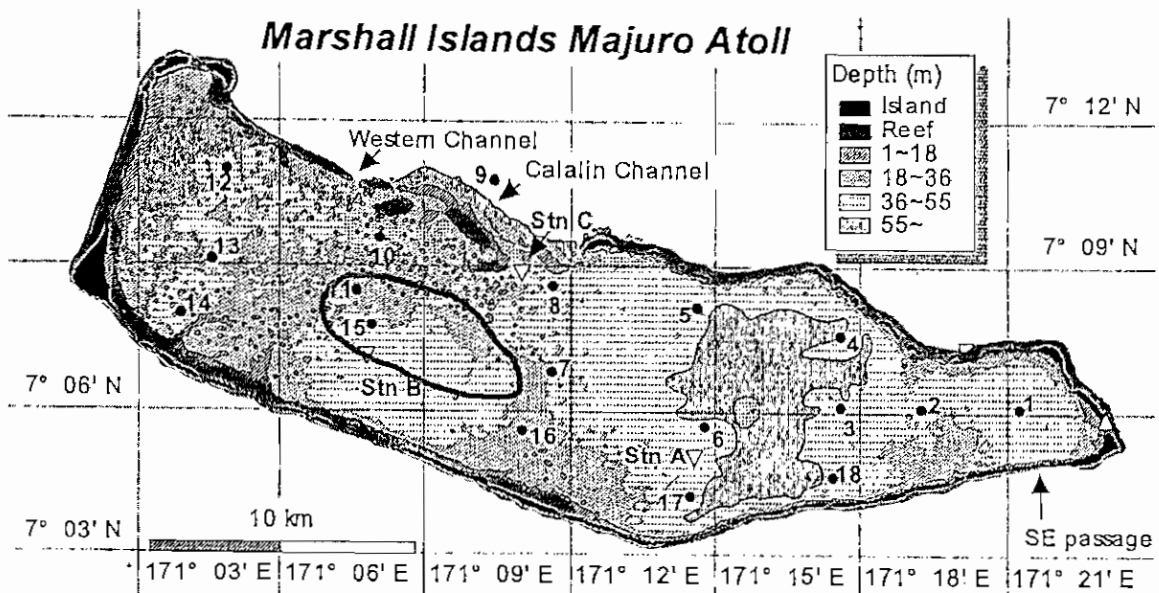 Marshall Islands Majuro Atoll
Depth (m)
Island
Reef
1~18
18~36
36~55
55~
7° 12' N
Western Channel
9
Calalin Channel
12
Stn C
10
13
7° 09' N
1
8
14
5
15
4
7
7° 06' N
Stn B
2
1
3
16
6
Stn A
18
17
10 km
7° 03' N
SE passage
171° 03' E
171° 06' E
171° 09' E
171° 12' E
171° 15' E
171° 18' E
171° 21' E